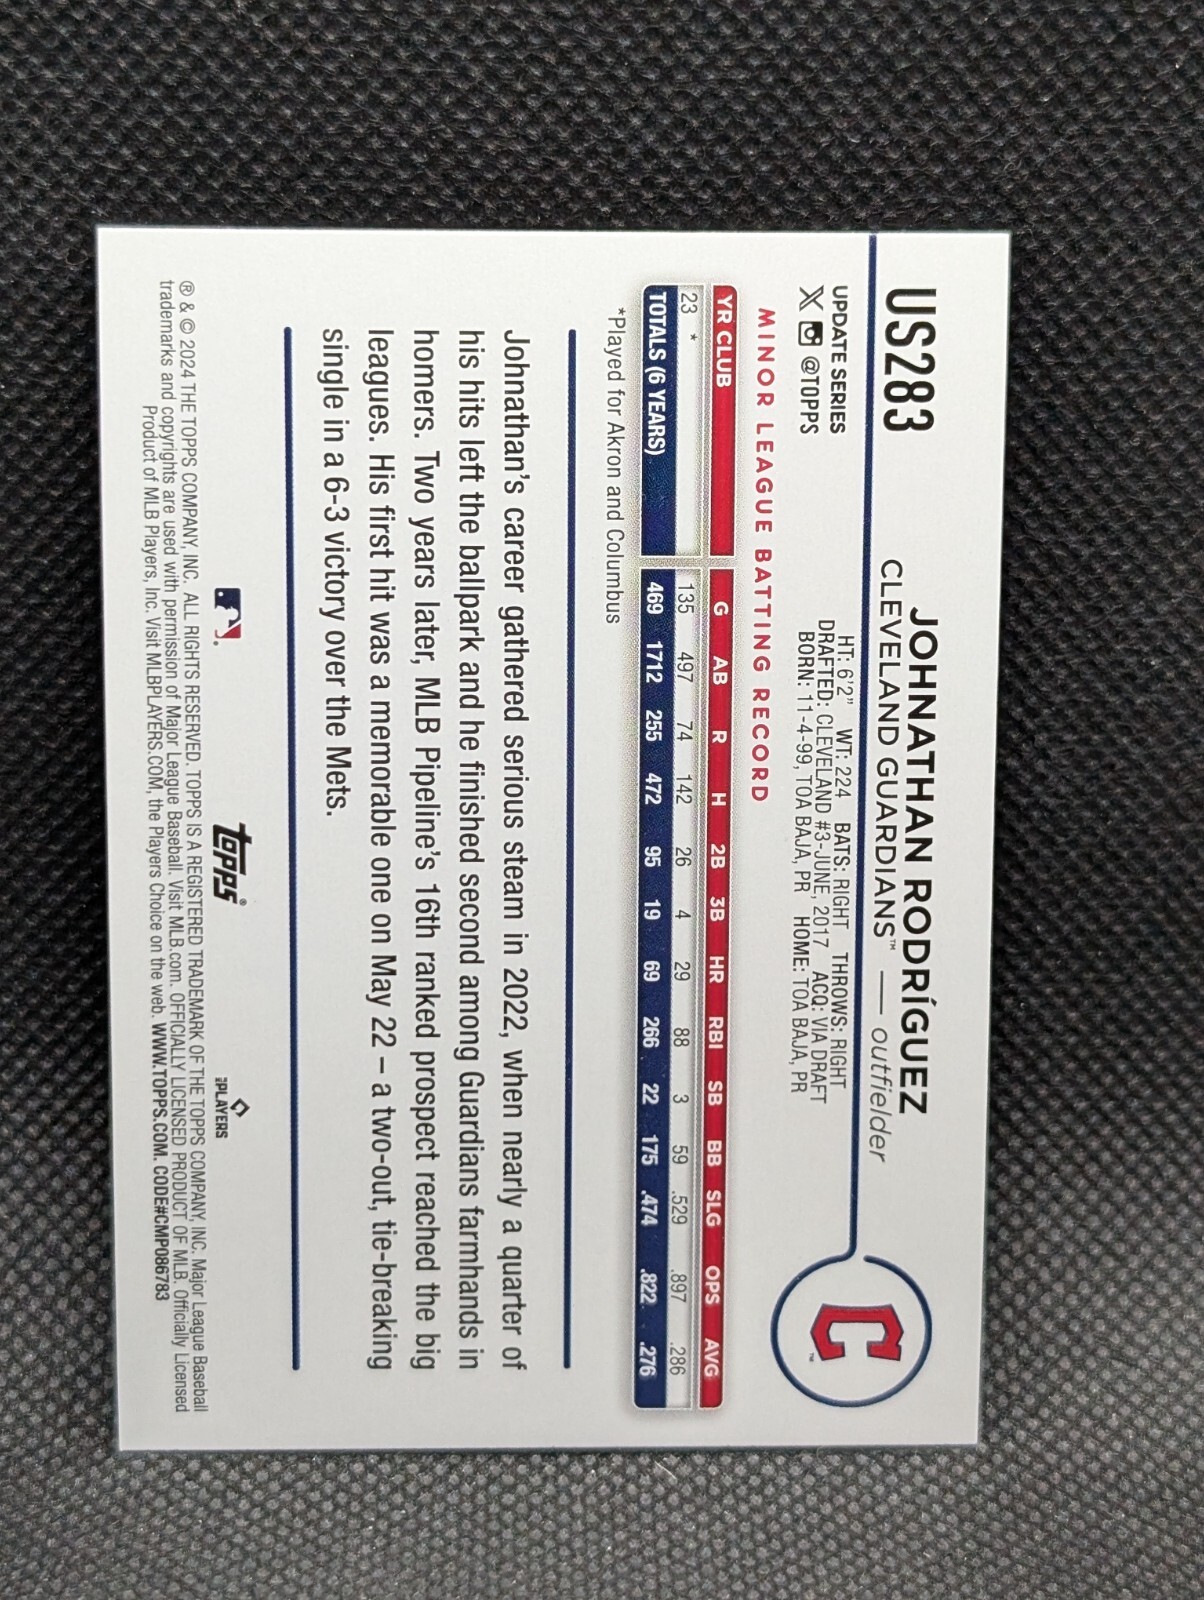 US283
JOHNATHAN RODRÍGUEZ
CLEVELAND GUARDIANS™ — outfielder
UPDATE SERIES
@TOPPS
HT: 6'2" WT: 224 BATS: RIGHT THROWS: RIGHT
DRAFTED: CLEVELAND #3-JUNE, 2017 ACQ: VIA DRAFT
BORN: 11-4-99, TOA BAJA, PR HOME: TOA BAJA, PR
C™
MINOR LEAGUE BATTING RECORD
YR CLUB G AB R H 2B 3B HR RBI SB BB SLG OPS AVG
23 * 135 497 74 142 26 4 29 88 3 59 .529 .897 .286
TOTALS (6 YEARS) 469 1712 255 472 95 19 69 266 22 175 .474 .822 .276
*Played for Akron and Columbus
Johnathan's career gathered serious steam in 2022, when nearly a quarter of
his hits left the ballpark and he finished second among Guardians farmhands in
homers. Two years later, MLB Pipeline's 16th ranked prospect reached the big
leagues. His first hit was a memorable one on May 22 – a two-out, tie-breaking
single in a 6-3 victory over the Mets.
topps®
MLB PLAYERS
® & © 2024 THE TOPPS COMPANY, INC. ALL RIGHTS RESERVED. TOPPS IS A REGISTERED TRADEMARK OF THE TOPPS COMPANY, INC. Major League Baseball
trademarks and copyrights are used with permission of Major League Baseball. Visit MLB.com. OFFICIALLY LICENSED PRODUCT OF MLB. Officially Licensed
Product of MLB Players, Inc. Visit MLBPLAYERS.COM, the Players Choice on the web. WWW.TOPPS.COM. CODE#CMP086783